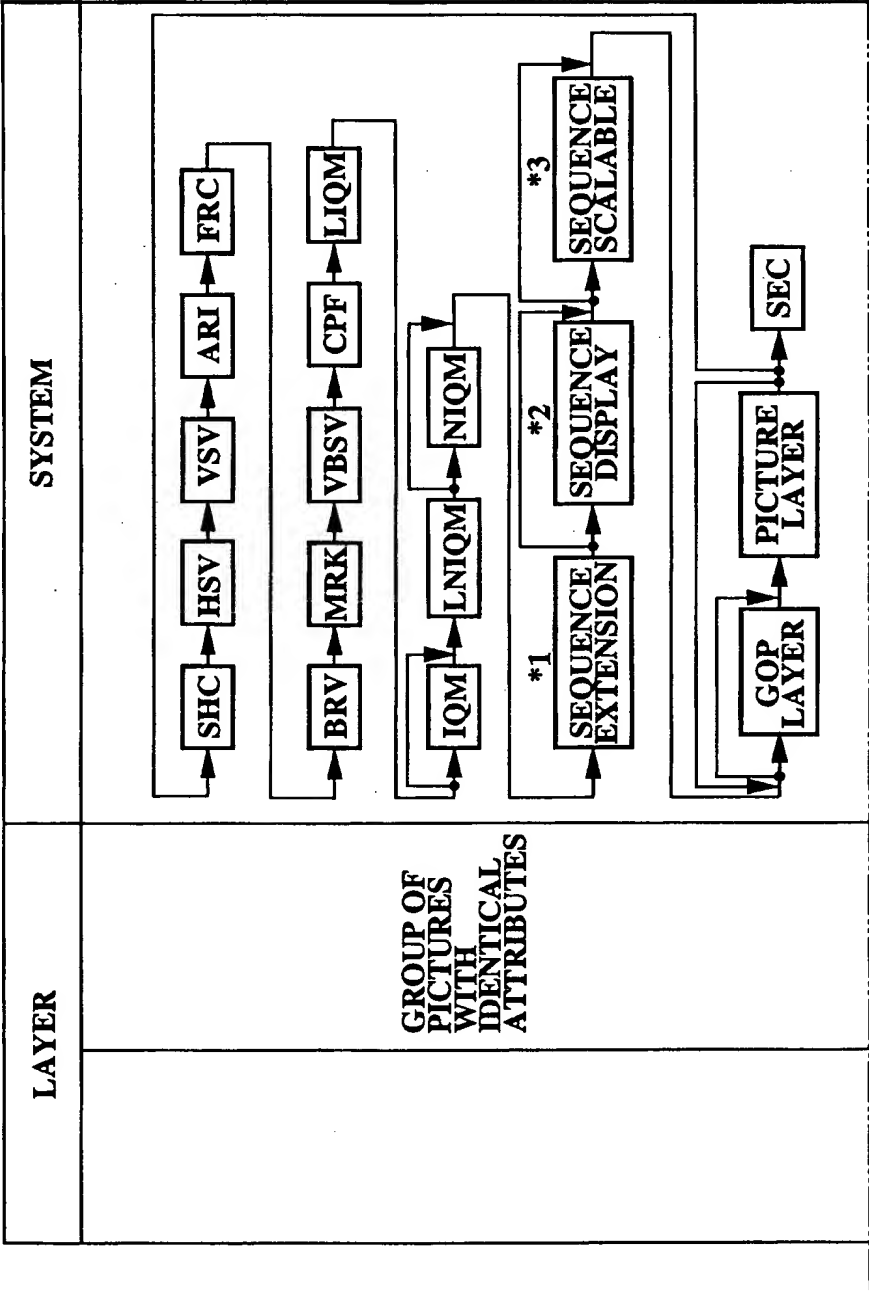 LAYER
SYSTEM
GROUP OF
PICTURES
WITH
IDENTICAL
ATTRIBUTES
SHC
HSV
VSV
ARI
FRC
BRV
MRK
VBSV
CPF
LIQM
IQM
LNIQM
NIQM
*1
SEQUENCE
EXTENSION
*2
SEQUENCE
DISPLAY
*3
SEQUENCE
SCALABLE
GOP
LAYER
PICTURE
LAYER
SEC